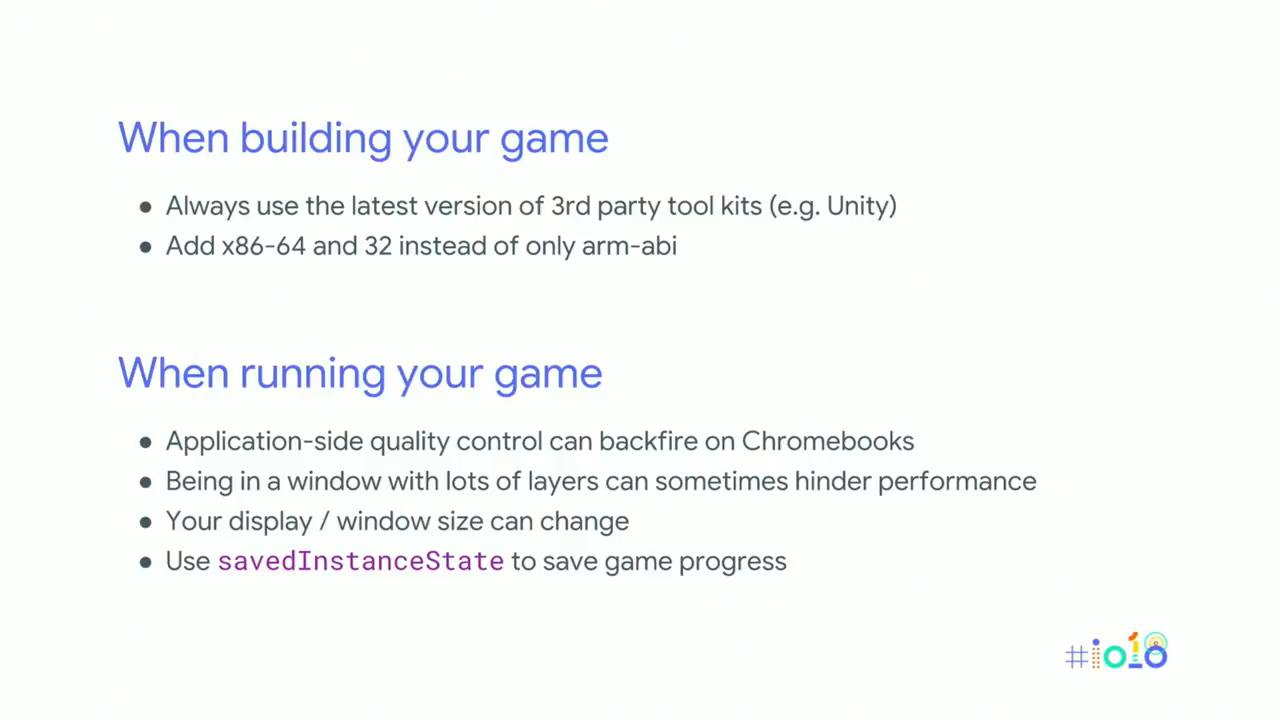 When building your game
● Always use the latest version of 3rd party tool kits (e.g. Unity)
● Add x86-64 and 32 instead of only arm-abi
When running your game
● Application-side quality control can backfire on Chromebooks
● Being in a window with lots of layers can sometimes hinder performance
● Your display / window size can change
● Use savedInstanceState to save game progress
#io18